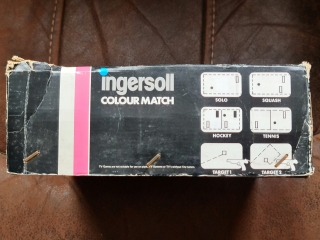 ingersoll
COLOUR MATCH
SOLO
SQUASH
HOCKEY
TENNIS
TARGET 1
TARGET 2